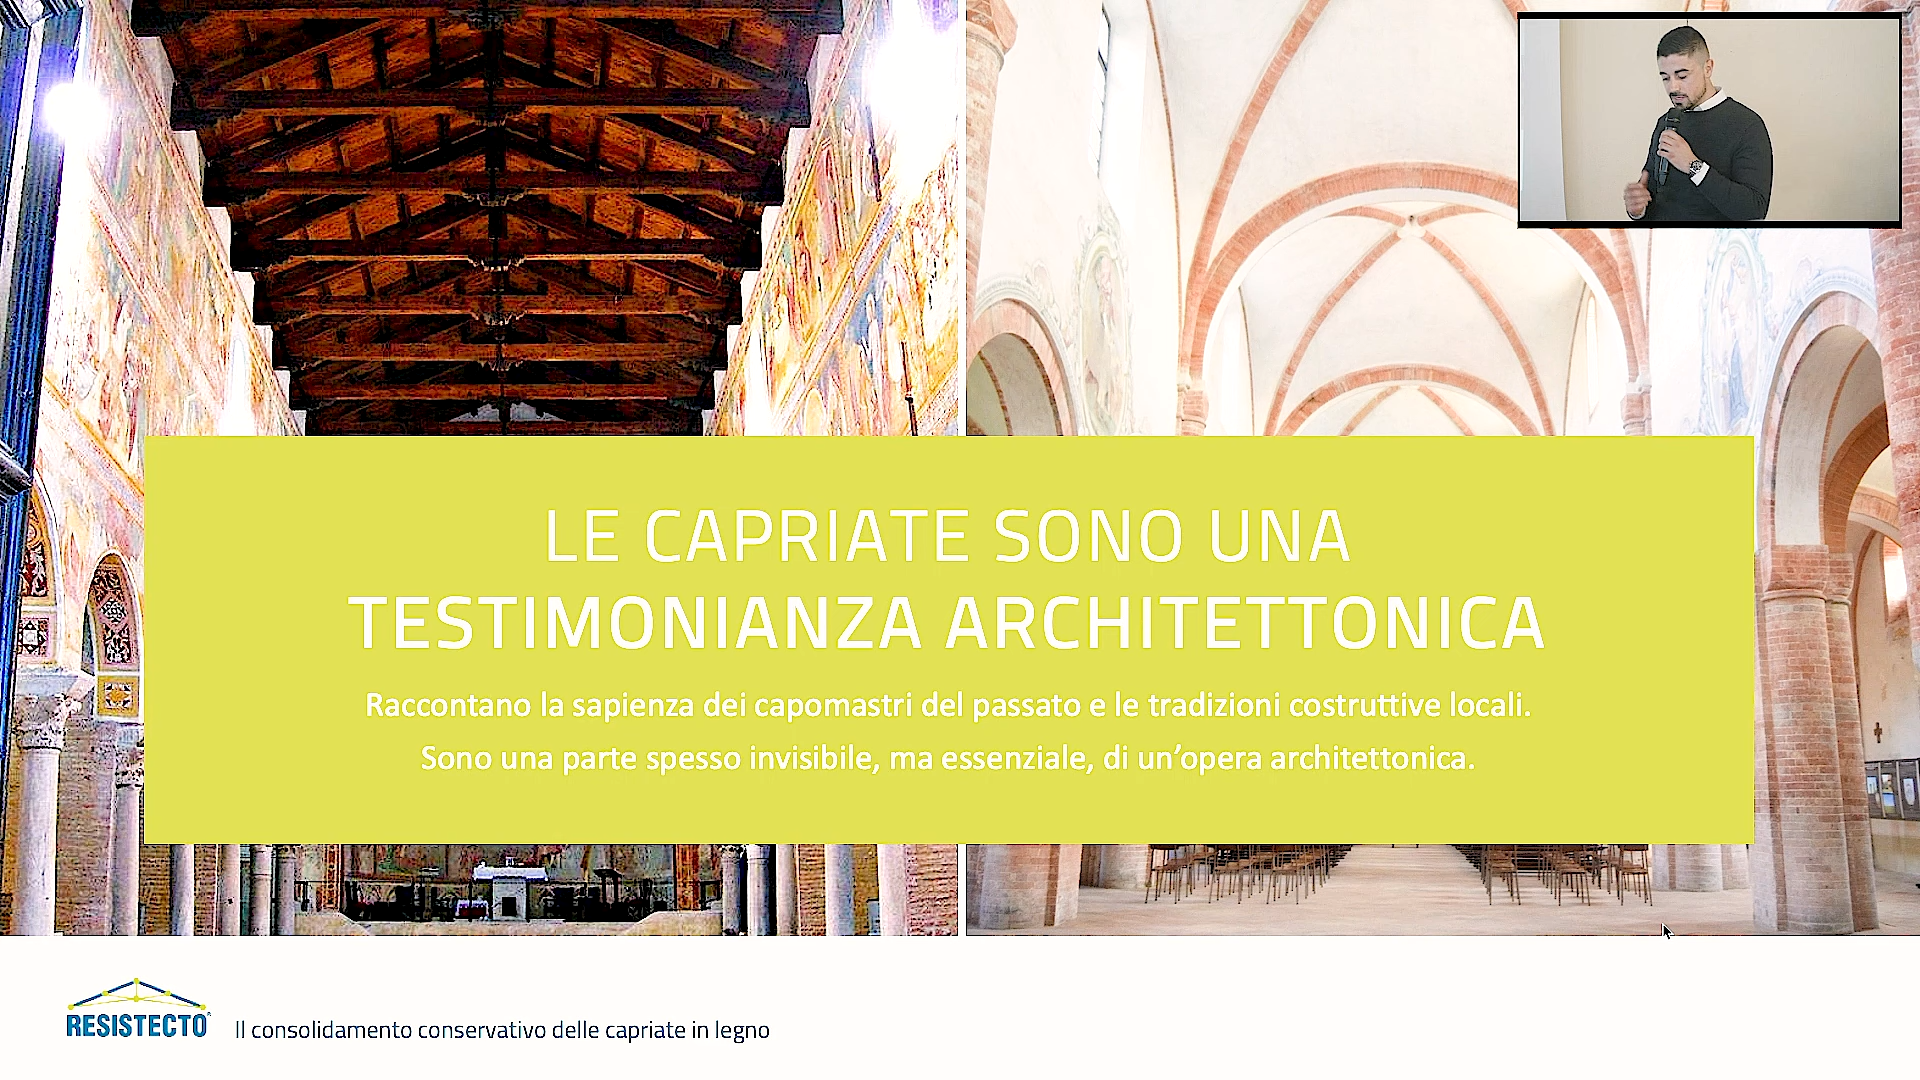 LE CAPRIATE SONO UNA
TESTIMONIANZA ARCHITETTONICA
Raccontano la sapienza dei capomastri del passato e le tradizioni costruttive locali.
Sono una parte spesso invisibile, ma essenziale, di un’opera architettonica.
RESISTECTO
Il consolidamento conservativo delle capriate in legno